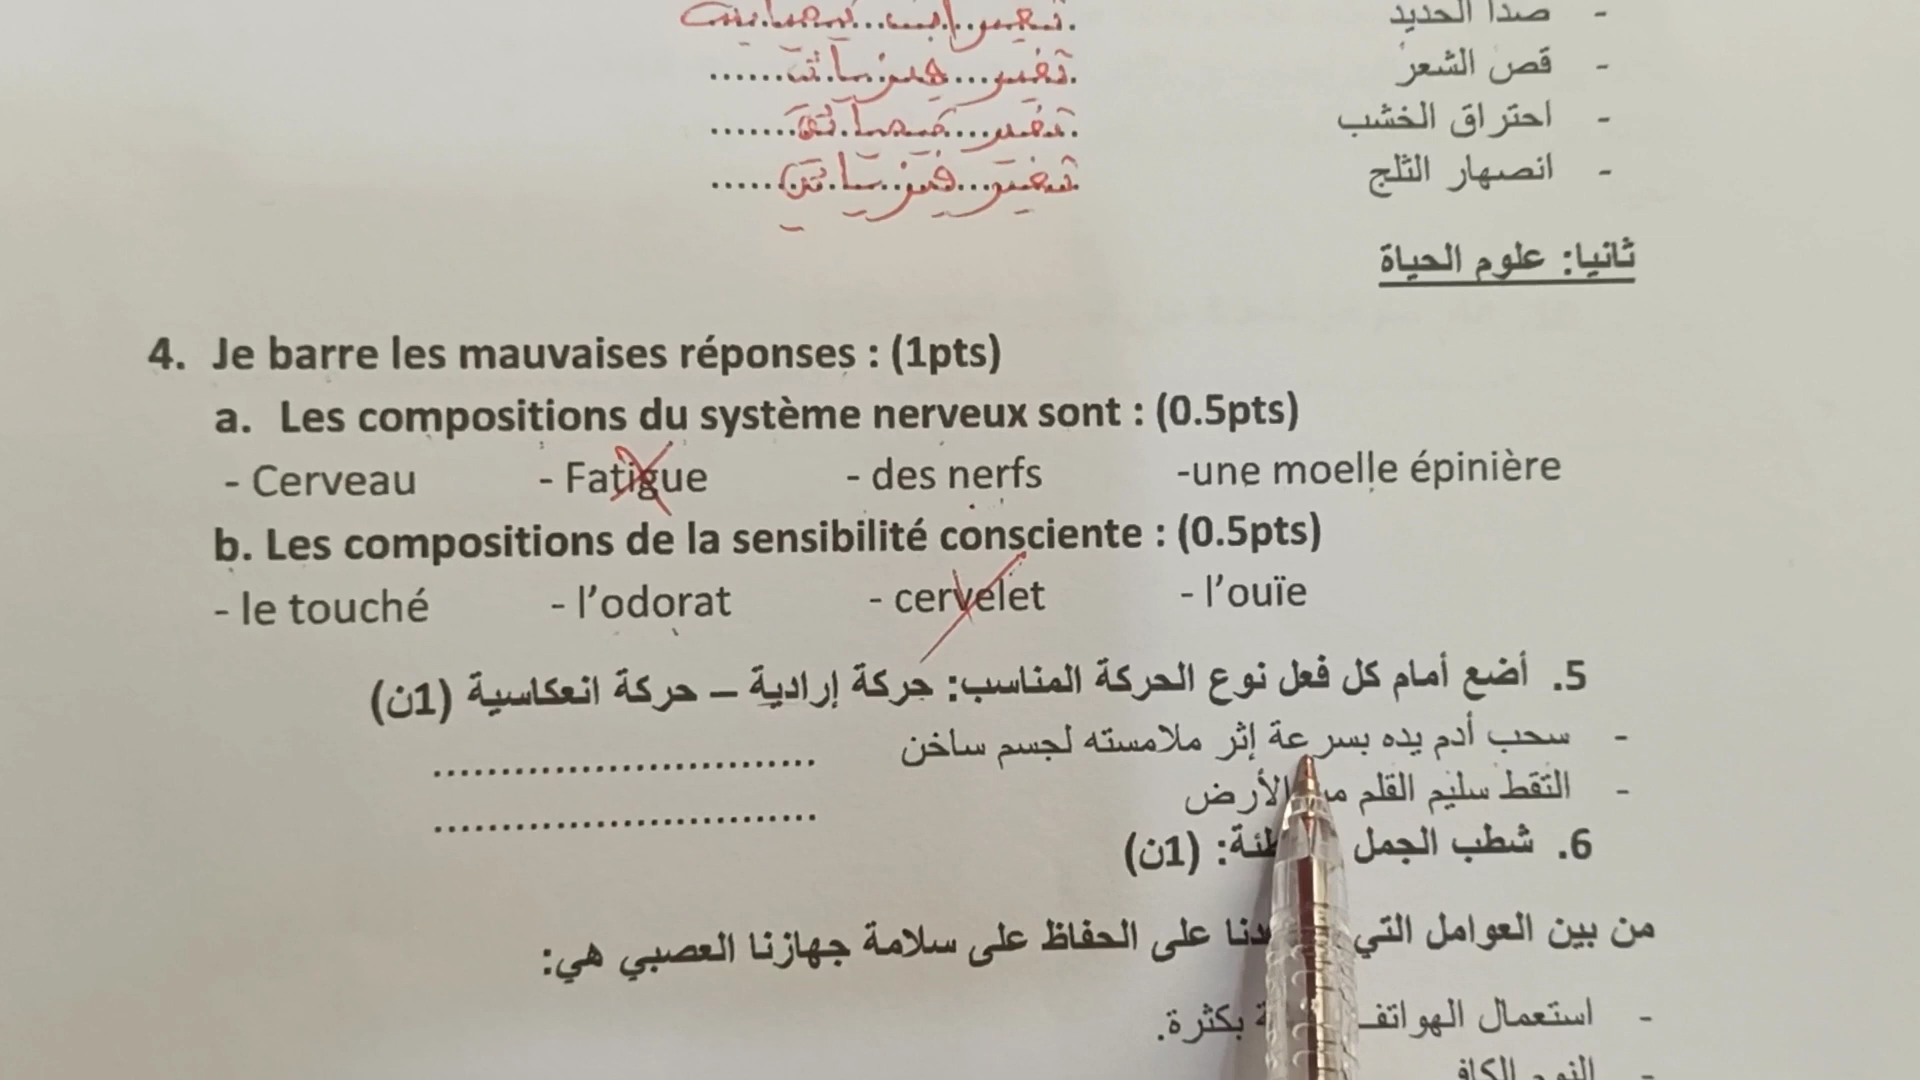 - صدأ الحديد
- قص الشعر تغير فيزيائي
- احتراق الخشب تغير كيميائي
- انصهار الثلج تغير فيزيائي
ثانيا: علوم الحياة
4. Je barre les mauvaises réponses : (1pts)
a. Les compositions du système nerveux sont : (0.5pts)
- Cerveau - Fatigue - des nerfs -une moelle épinière
b. Les compositions de la sensibilité consciente : (0.5pts)
- le touché - l’odorat - cervelet - l’ouïe
5. أضع أمام كل فعل نوع الحركة المناسب: حركة إرادية – حركة انعكاسية (1ن)
- سحب أدم يده بسرعة إثر ملامسته لجسم ساخن ............................
- التقط سليم القلم الأرض ............................
6. شطب الجمل (1ن)
من بين العوامل التي على الحفاظ على سلامة جهازنا العصبي هي:
- استعمال بكثرة.